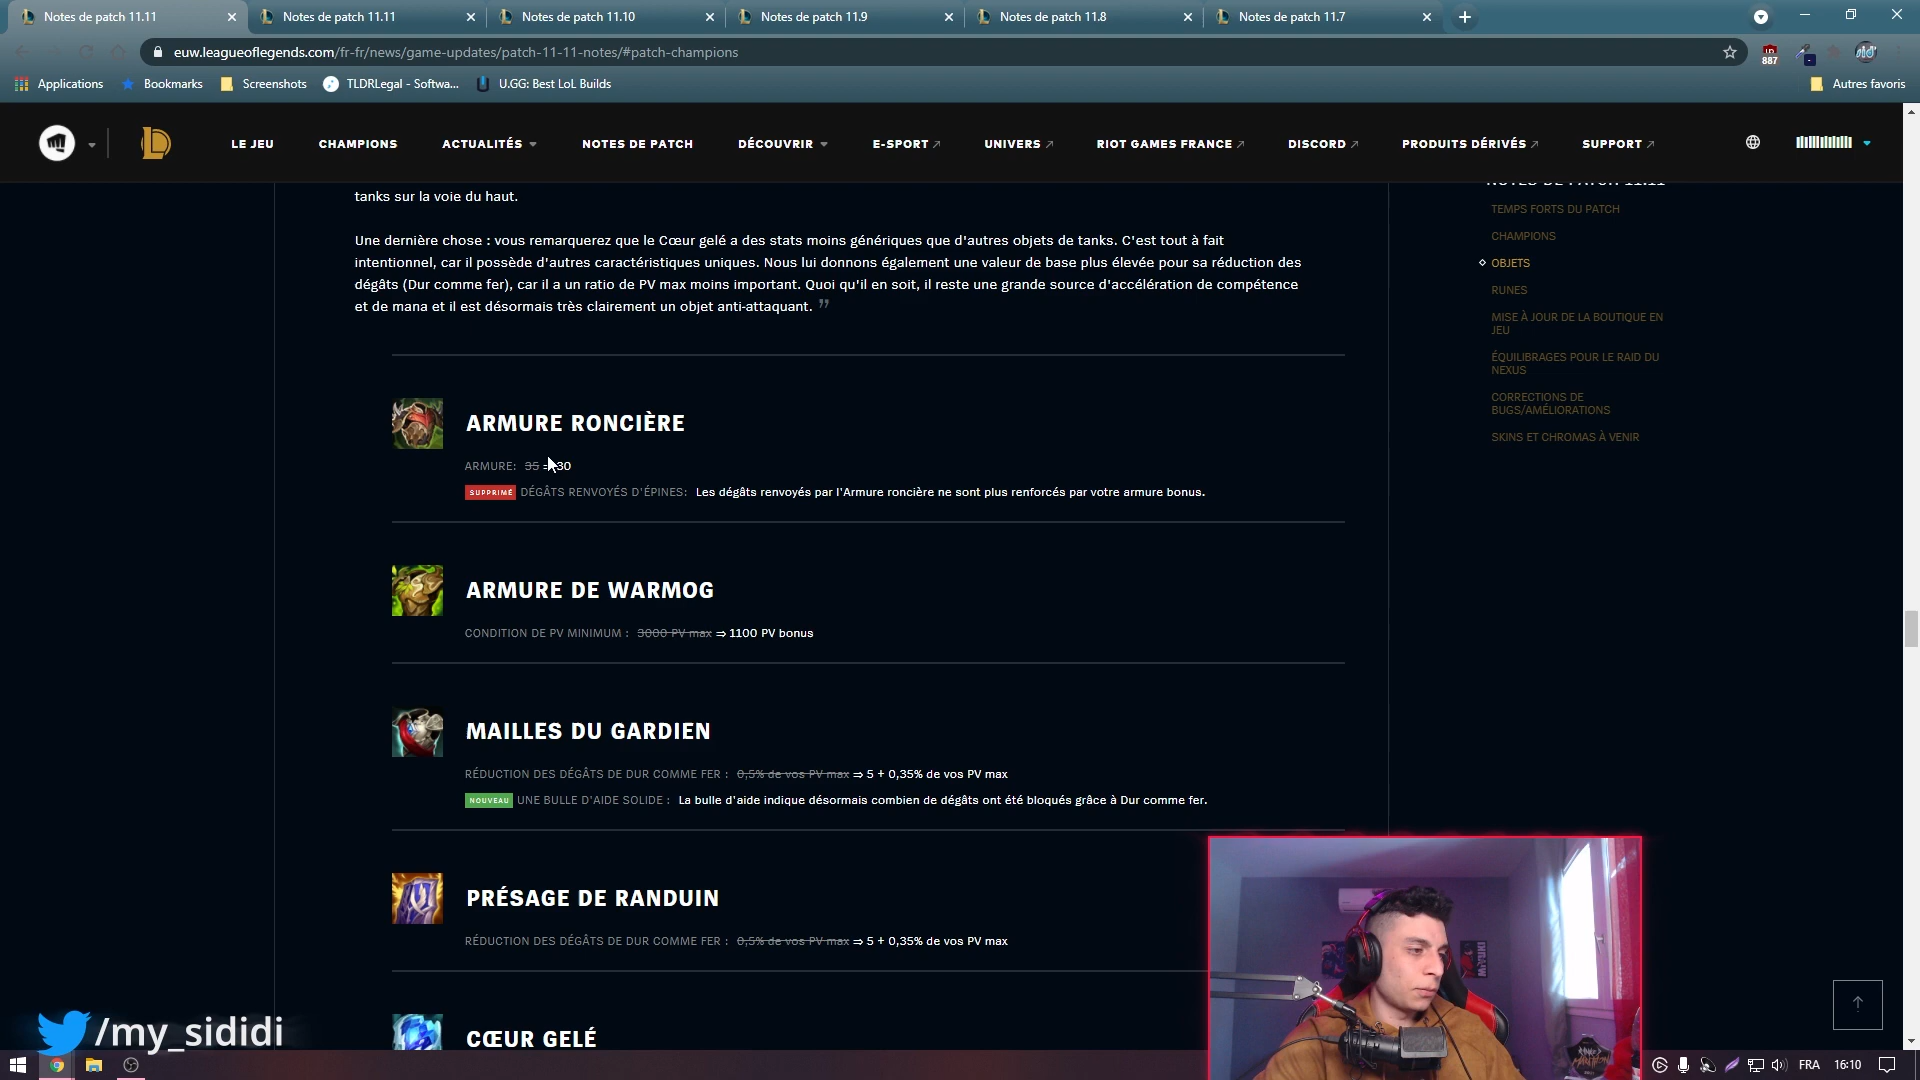 Notes de patch 11.11
Notes de patch 11.11
Notes de patch 11.10
Notes de patch 11.9
Notes de patch 11.8
Notes de patch 11.7
euw.leagueoflegends.com/fr-fr/news/game-updates/patch-11-11-notes/#patch-champions
887
Applications
Bookmarks
Screenshots
TLDRLegal - Softwa...
U.GG: Best LoL Builds
Autres favoris
LE JEU
CHAMPIONS
ACTUALITÉS
NOTES DE PATCH
DÉCOUVRIR
E-SPORT
UNIVERS
RIOT GAMES FRANCE
DISCORD
PRODUITS DÉRIVÉS
SUPPORT
tanks sur la voie du haut.
Une dernière chose : vous remarquerez que le Cœur gelé a des stats moins génériques que d'autres objets de tanks. C'est tout à fait
intentionnel, car il possède d'autres caractéristiques uniques. Nous lui donnons également une valeur de base plus élevée pour sa réduction des
dégâts (Dur comme fer), car il a un ratio de PV max moins important. Quoi qu'il en soit, il reste une grande source d'accélération de compétence
et de mana et il est désormais très clairement un objet anti-attaquant. ”
ARMURE RONCIÈRE
ARMURE: 35 ⇒ 30
SUPPRIMÉ DÉGÂTS RENVOYÉS D'ÉPINES: Les dégâts renvoyés par l'Armure roncière ne sont plus renforcés par votre armure bonus.
ARMURE DE WARMOG
CONDITION DE PV MINIMUM : 3000 PV max ⇒ 1100 PV bonus
MAILLES DU GARDIEN
RÉDUCTION DES DÉGÂTS DE DUR COMME FER : 0,5% de vos PV max ⇒ 5 + 0,35% de vos PV max
NOUVEAU UNE BULLE D'AIDE SOLIDE : La bulle d'aide indique désormais combien de dégâts ont été bloqués grâce à Dur comme fer.
PRÉSAGE DE RANDUIN
RÉDUCTION DES DÉGÂTS DE DUR COMME FER : 0,5% de vos PV max ⇒ 5 + 0,35% de vos PV max
CŒUR GELÉ
NOTES DE PATCH 11.11
TEMPS FORTS DU PATCH
CHAMPIONS
OBJETS
RUNES
MISE À JOUR DE LA BOUTIQUE EN
JEU
ÉQUILIBRAGES POUR LE RAID DU
NEXUS
CORRECTIONS DE
BUGS/AMÉLIORATIONS
SKINS ET CHROMAS À VENIR
MIYUKI
/my_sididi
FRA
16:10